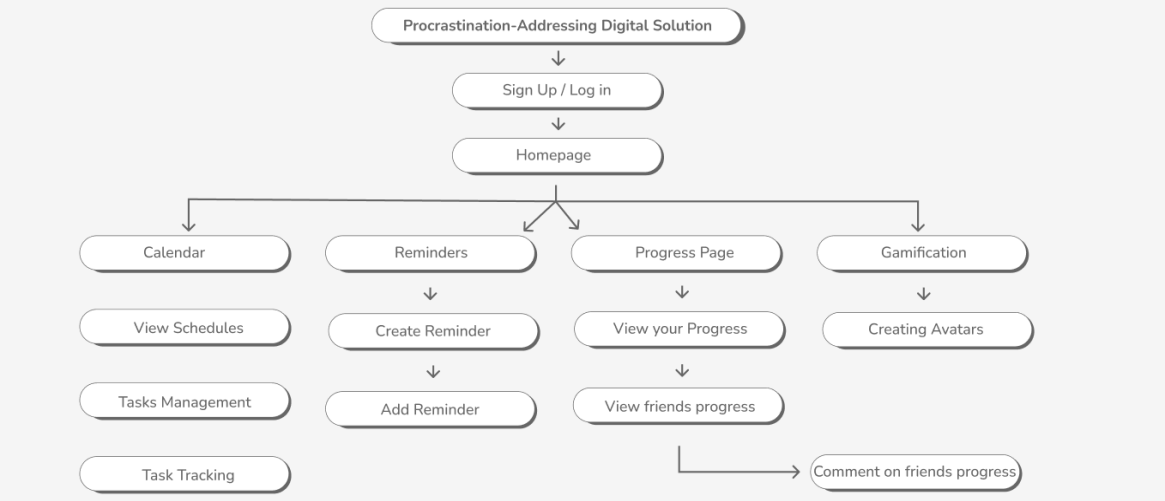 Procrastination-Addressing Digital Solution
Sign Up / Log in
Homepage
Calendar
Reminders
Progress Page
Gamification
View Schedules
Create Reminder
View your Progress
Creating Avatars
Tasks Management
Add Reminder
View friends progress
Task Tracking
Comment on friends progress